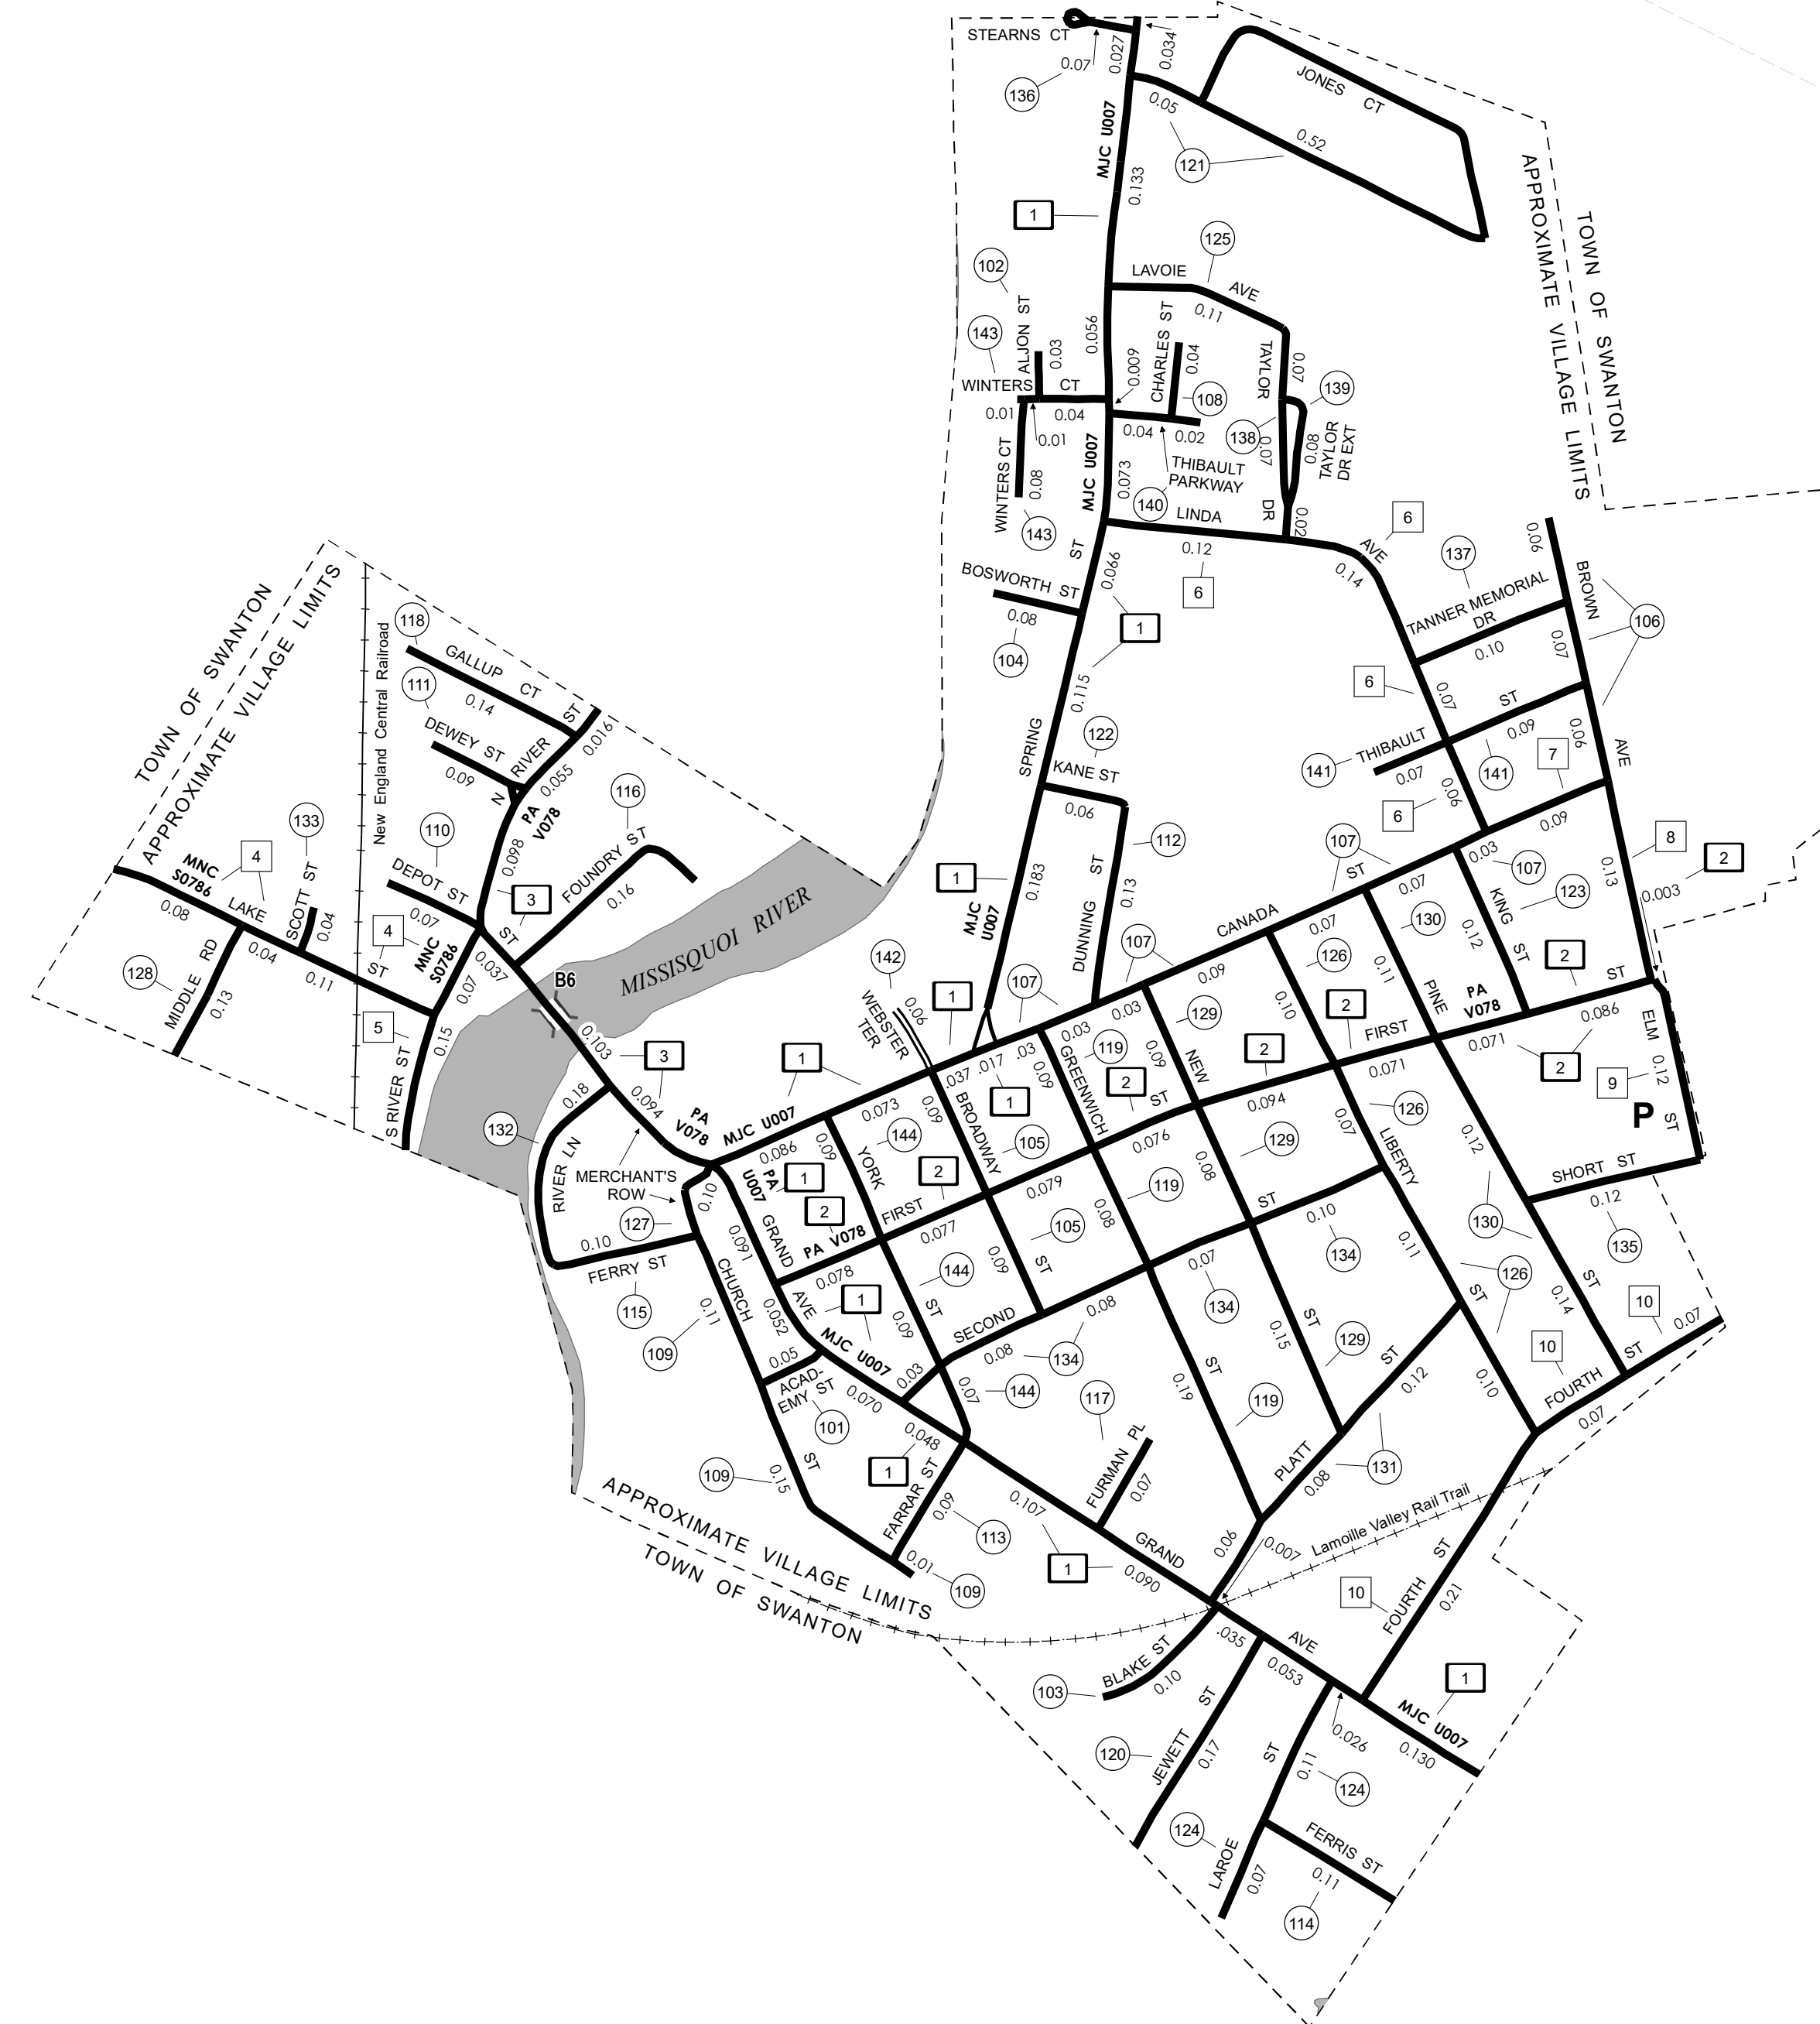 STEARNS CT
0.07
0.027
0.034
136
MJC U007
0.05
JONES CT
0.52
121
0.133
1
APPROXIMATE VILLAGE LIMITS
TOWN OF SWANTON
125
LAVOIE AVE
0.11
102
ALJON ST
0.03
143
0.056
0.009
CHARLES ST
0.04
108
TAYLOR DR
0.07
139
WINTERS CT
0.01
0.04
0.01
0.04
0.02
138
0.07
0.08
TAYLOR
DR EXT
THIBAULT
PARKWAY
140
WINTERS CT
0.08
143
MJC U007
0.073
LINDA AVE
0.12
0.02
6
6
0.14
BOSWORTH ST
0.08
104
0.066
1
0.115
137
TANNER MEMORIAL
DR
0.10
0.06
BROWN AVE
106
0.07
6
0.07
THIBAULT ST
0.09
0.07
141
141
0.06
7
6
0.06
0.09
SPRING ST
122
KANE ST
0.06
112
DUNNING ST
0.13
1
0.183
MJC
U007
107
CANADA ST
0.03
107
0.07
0.07
0.09
107
107
0.03
0.03
.03
.017
.037
1
1
0.13
8
2
0.003
KING ST
123
0.12
130
0.11
PINE ST
126
0.10
2
PA
V078
2
0.086
0.071
2
ELM ST
0.12
9
P
TOWN OF SWANTON
APPROXIMATE VILLAGE LIMITS
New England Central Railroad
118
GALLUP CT
0.14
111
DEWEY ST
0.09
N RIVER ST
0.0161
0.055
PA
V078
0.098
116
FOUNDRY ST
0.16
3
110
DEPOT ST
0.07
133
SCOTT ST
0.04
4
MNC
S0786
0.08
LAKE ST
0.04
0.11
4
MNC
S0786
0.07
0.037
128
MIDDLE RD
0.13
5
S RIVER ST
0.15
B6
MISSISQUOI RIVER
0.103
3
0.094
PA
V078
MERCHANT'S
ROW
0.18
132
RIVER LN
0.10
FERRY ST
115
127
0.10
142
WEBSTER
TER
0.06
1
MJC U007
0.086
0.073
PA
U007
1
2
0.09
YORK ST
144
0.09
BROADWAY ST
105
0.09
GREENWICH ST
119
2
0.09
NEW ST
129
2
FIRST ST
PA V078
0.078
2
0.077
0.079
0.076
0.094
0.071
FIRST ST
GRAND AVE
0.091
0.052
1
MJC U007
144
0.09
105
0.09
119
0.08
129
0.08
126
0.07
LIBERTY ST
0.11
0.12
130
SHORT ST
0.12
135
126
0.14
10
10
0.07
FOURTH ST
0.07
0.10
CHURCH ST
0.11
109
0.05
ACAD-
EMY ST
101
0.070
0.03
SECOND ST
0.08
134
0.08
0.07
134
0.10
134
144
0.07
0.048
1
109
0.15
FARRAR ST
0.09
113
0.01
109
117
FURMAN PL
0.07
0.107
1
0.090
GRAND AVE
0.19
119
0.15
129
PLATT ST
0.12
0.08
131
0.06
0.007
Lamoille Valley Rail Trail
APPROXIMATE VILLAGE LIMITS
TOWN OF SWANTON
FOURTH ST
0.21
10
BLAKE ST
0.10
103
.035
0.053
0.026
MJC U007
1
0.130
120
JEWETT ST
0.17
LAROE ST
0.11
124
124
0.07
FERRIS ST
0.11
114